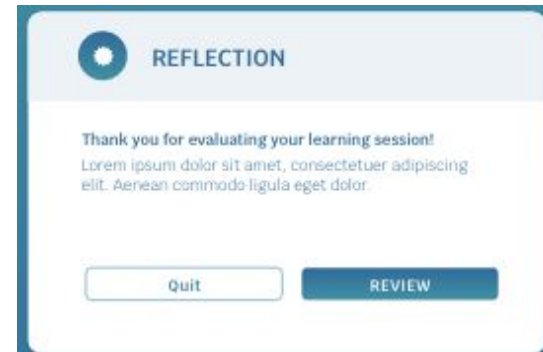 REFLECTION
Thank you for evaluating your learning session!
Lorem ipsum dolor sit amet, consectetuer adipiscing
elit. Aenean commodo ligula eget dolor.
Quit
REVIEW